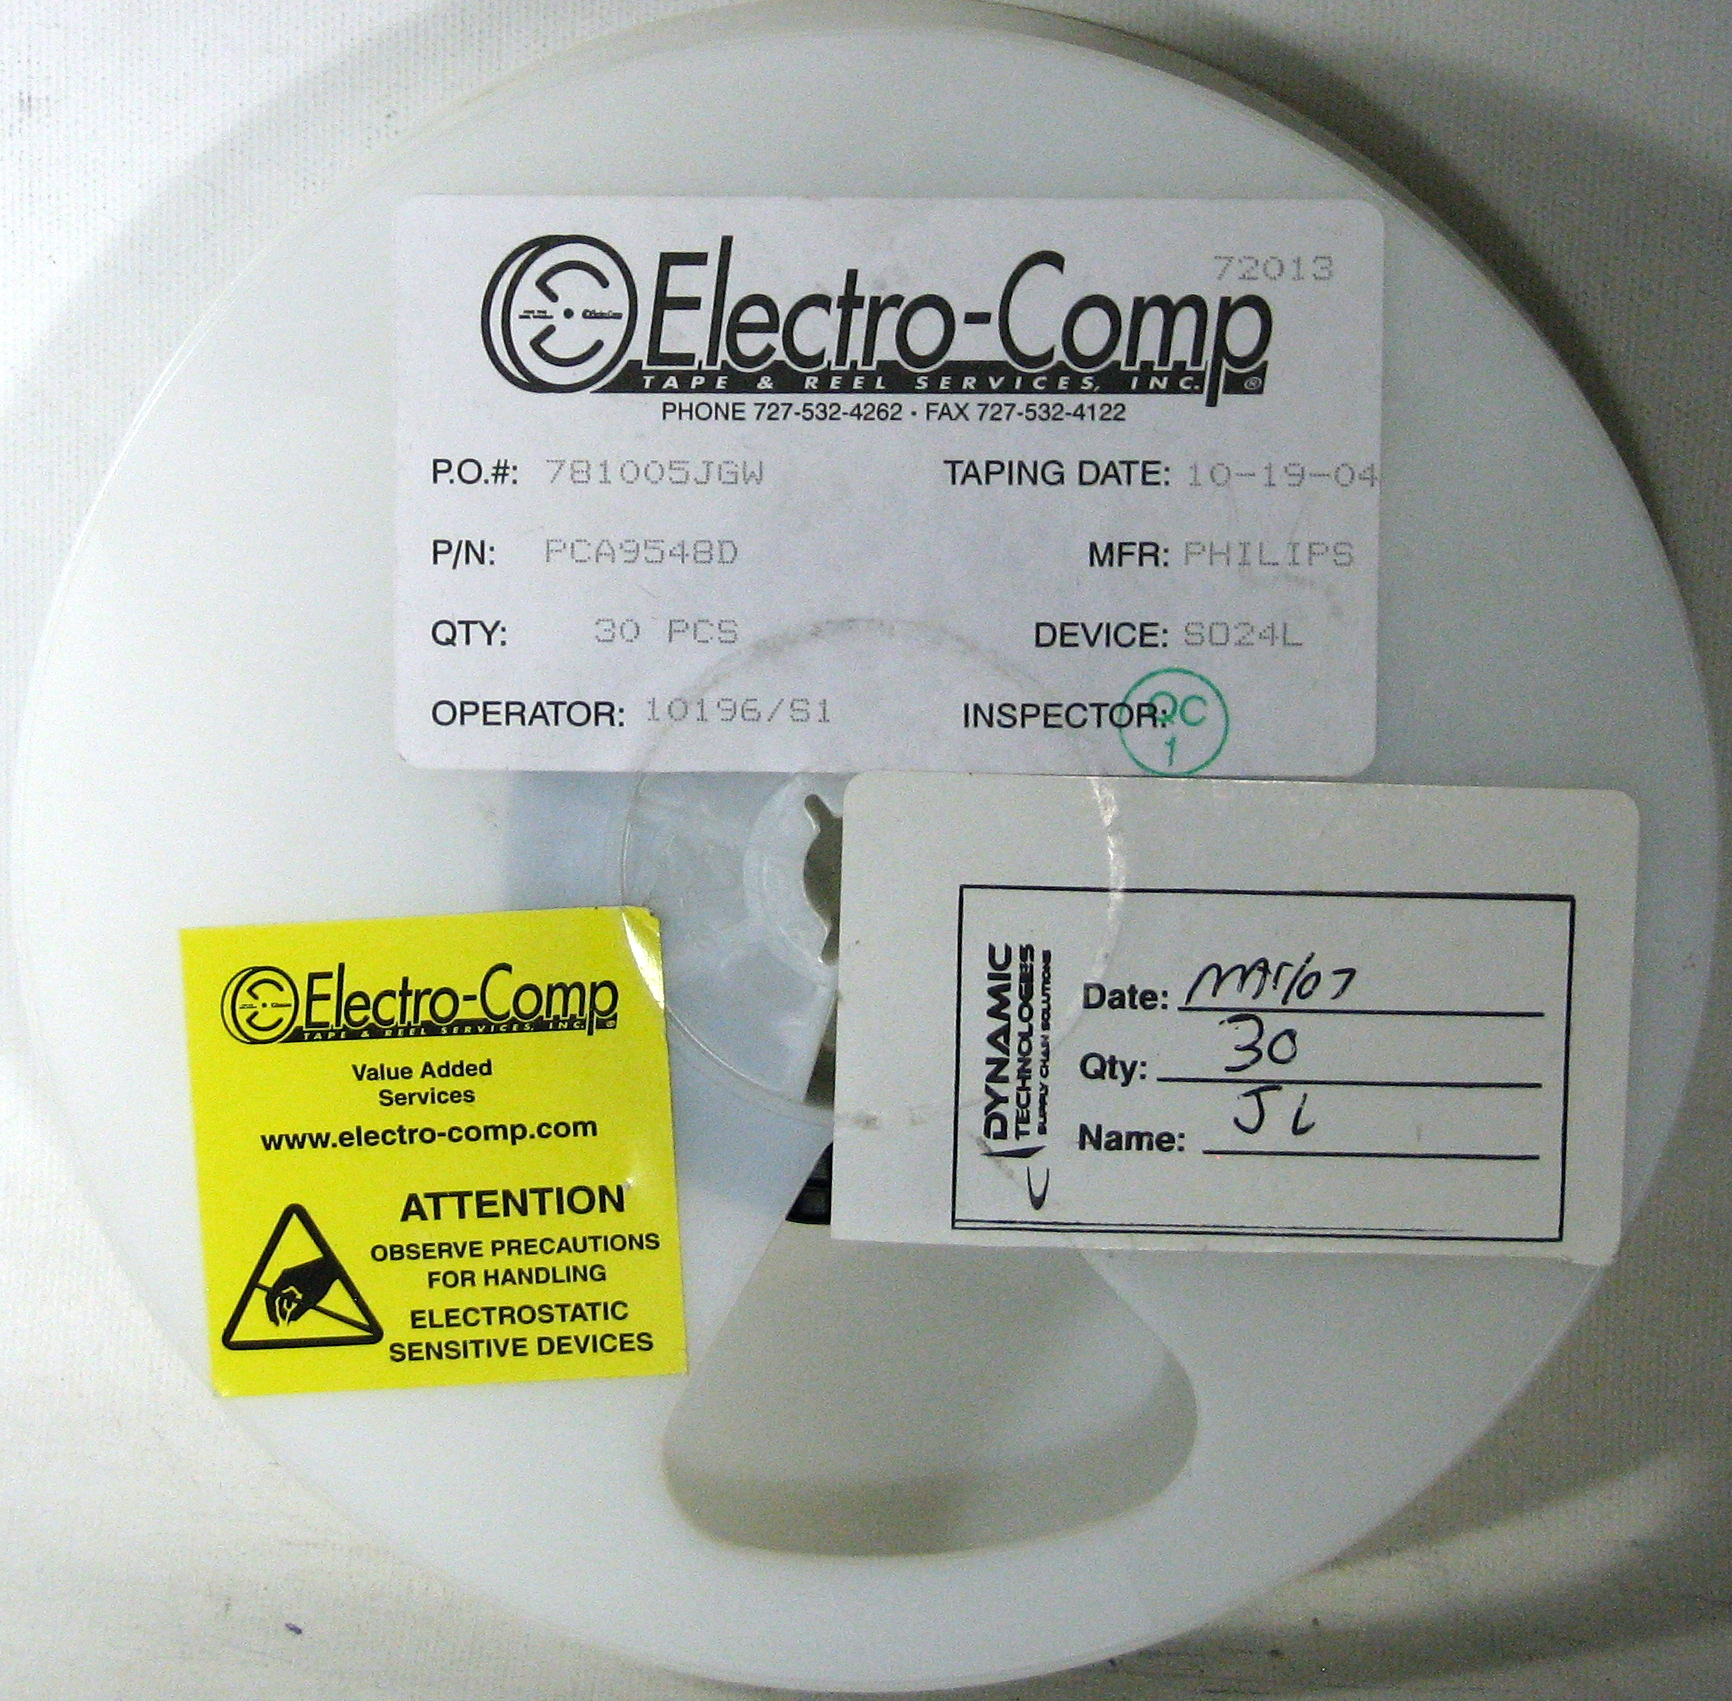 72013
Electro-Comp
TAPE & REEL SERVICES, INC. ®
PHONE 727-532-4262 · FAX 727-532-4122
P.O.#: 781005JGW TAPING DATE: 10-19-04
P/N: PCA9548D MFR: PHILIPS
QTY: 30 PCS DEVICE: SO24L
OPERATOR: 10196/S1 INSPECTOR: QC
1
Electro-Comp
TAPE & REEL SERVICES, INC. ®
Value Added
Services
www.electro-comp.com
ATTENTION
OBSERVE PRECAUTIONS
FOR HANDLING
ELECTROSTATIC
SENSITIVE DEVICES
DYNAMIC
TECHNOLOGIES
SUPPLY CHAIN SOLUTIONS
Date: Mar/07
Qty: 30
Name: JL